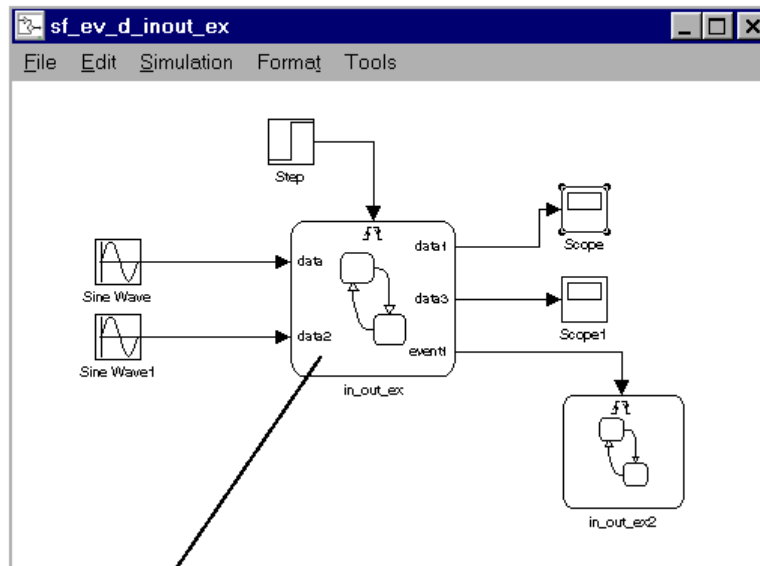 sf_ev_d_inout_ex
File Edit Simulation Format Tools
Step
data
data1
Scope
Sine Wave
data3
data2
Scope1
event1
Sine Wave1
in_out_ex
in_out_ex2